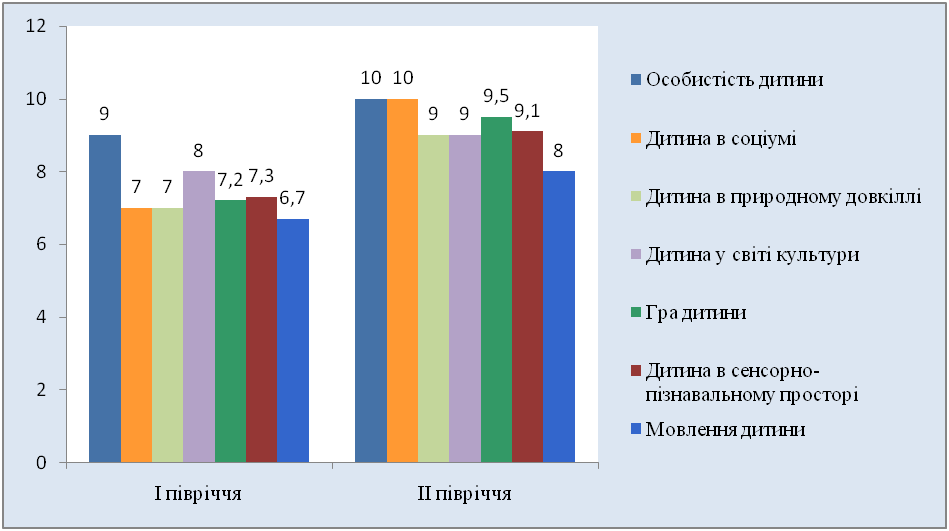 12
10
8
6
4
2
0
9
7
7
8
7,2
7,3
6,7
10
10
9
9
9,5
9,1
8
І півріччя
ІІ півріччя
Особистість дитини
Дитина в соціумі
Дитина в природному довкіллі
Дитина у світі культури
Гра дитини
Дитина в сенсорно-
пізнавальному просторі
Мовлення дитини